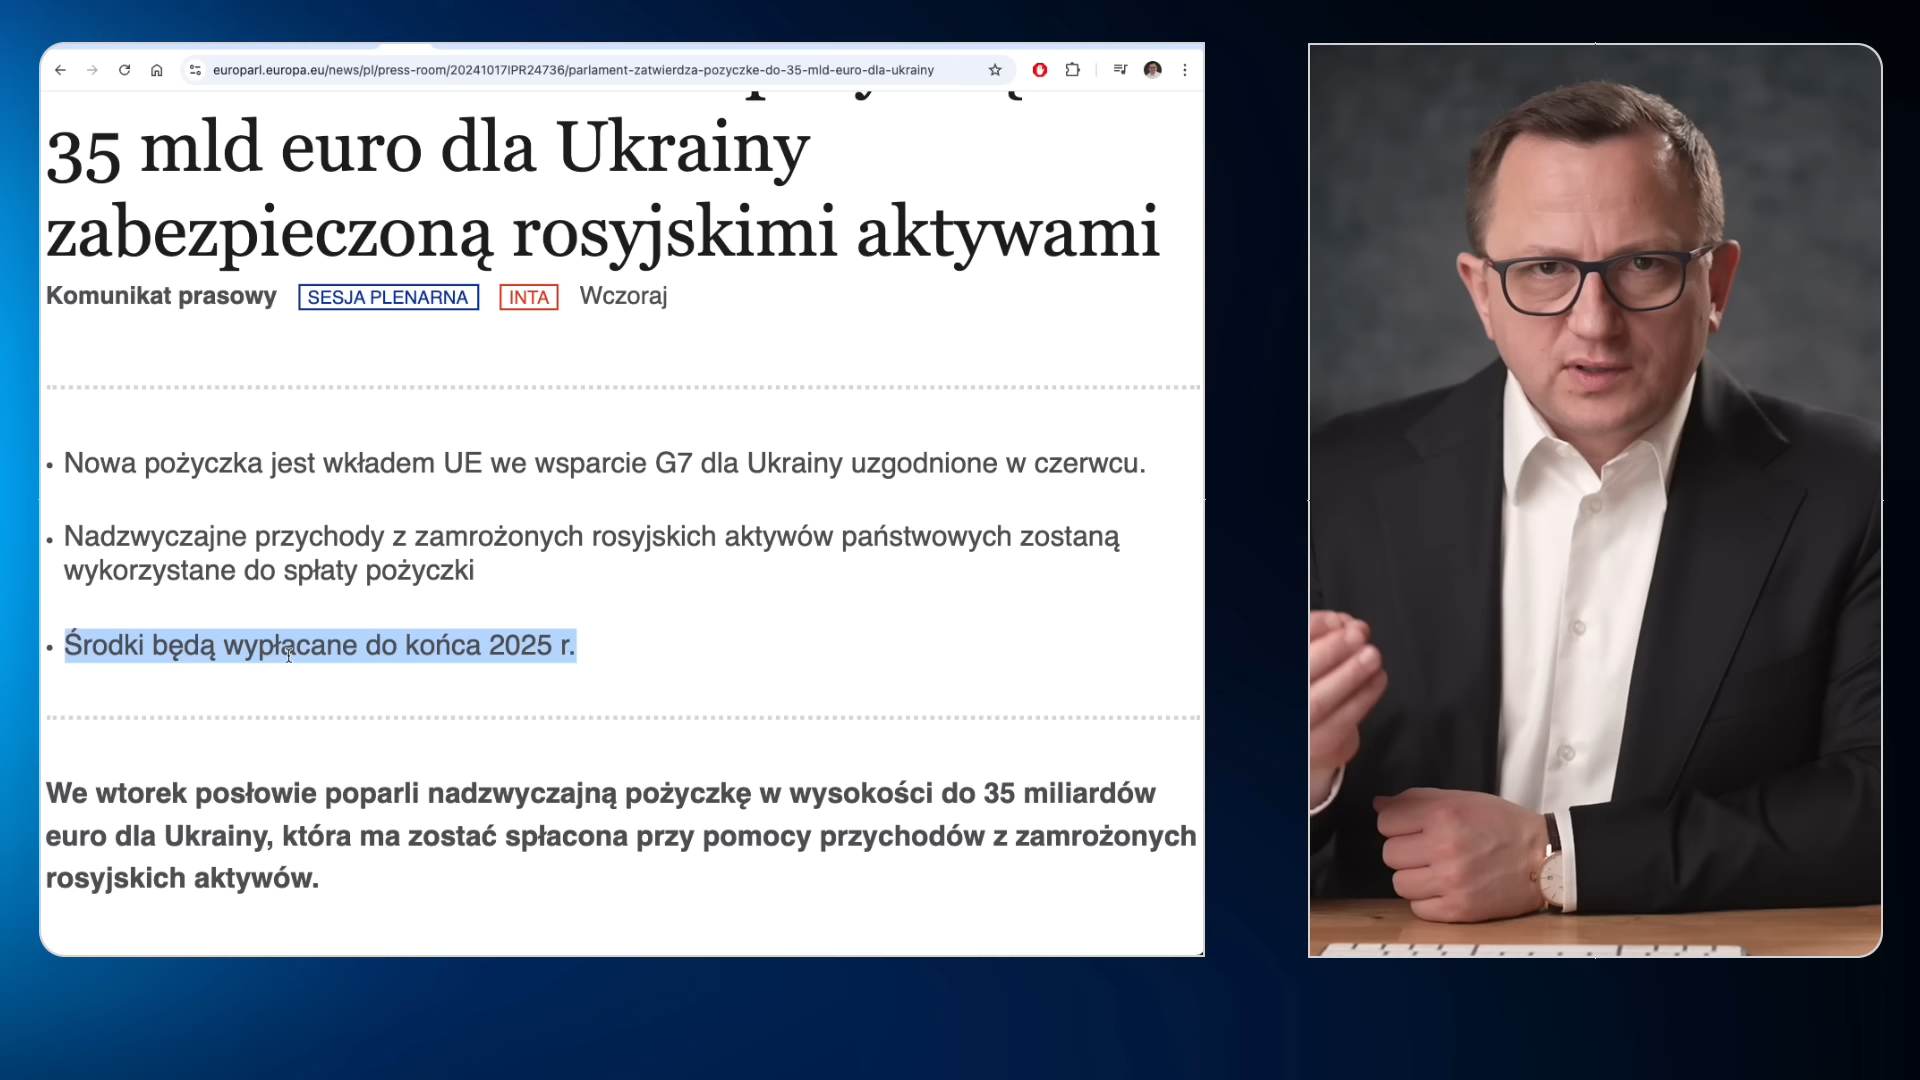 europarl.europa.eu/news/pl/press-room/20241017IPR24736/parlament-zatwierdza-pozyczke-do-35-mld-euro-dla-ukrainy
35 mld euro dla Ukrainy
zabezpieczoną rosyjskimi aktywami
Komunikat prasowy SESJA PLENARNA INTA Wczoraj
• Nowa pożyczka jest wkładem UE we wsparcie G7 dla Ukrainy uzgodnione w czerwcu.
• Nadzwyczajne przychody z zamrożonych rosyjskich aktywów państwowych zostaną
wykorzystane do spłaty pożyczki
• Środki będą wypłacane do końca 2025 r.
We wtorek posłowie poparli nadzwyczajną pożyczkę w wysokości do 35 miliardów
euro dla Ukrainy, która ma zostać spłacona przy pomocy przychodów z zamrożonych
rosyjskich aktywów.